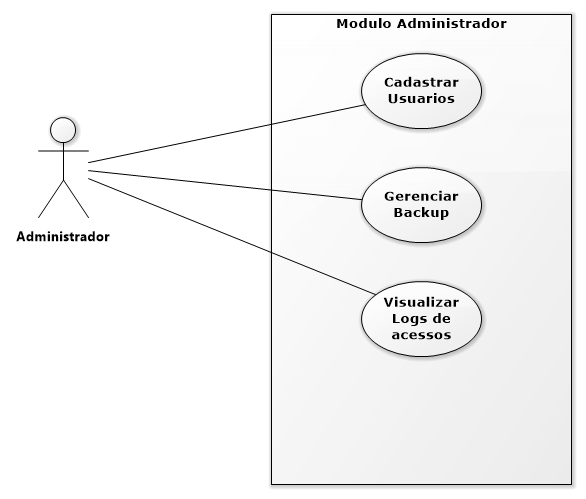 Modulo Administrador
Cadastrar
Usuarios
Gerenciar
Backup
Administrador
Visualizar
Logs de
acessos